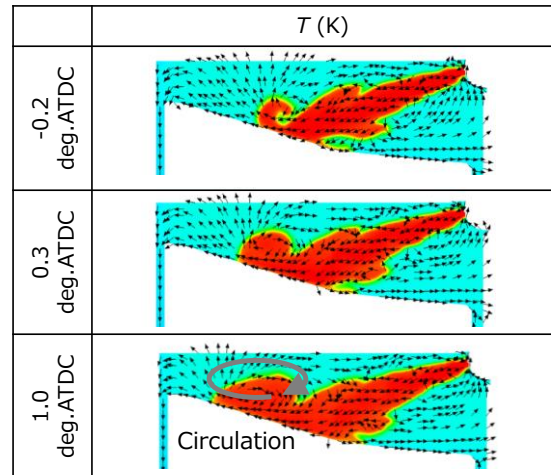 T (K)
-0.2
deg.ATDC
0.3
deg.ATDC
1.0
deg.ATDC
Circulation